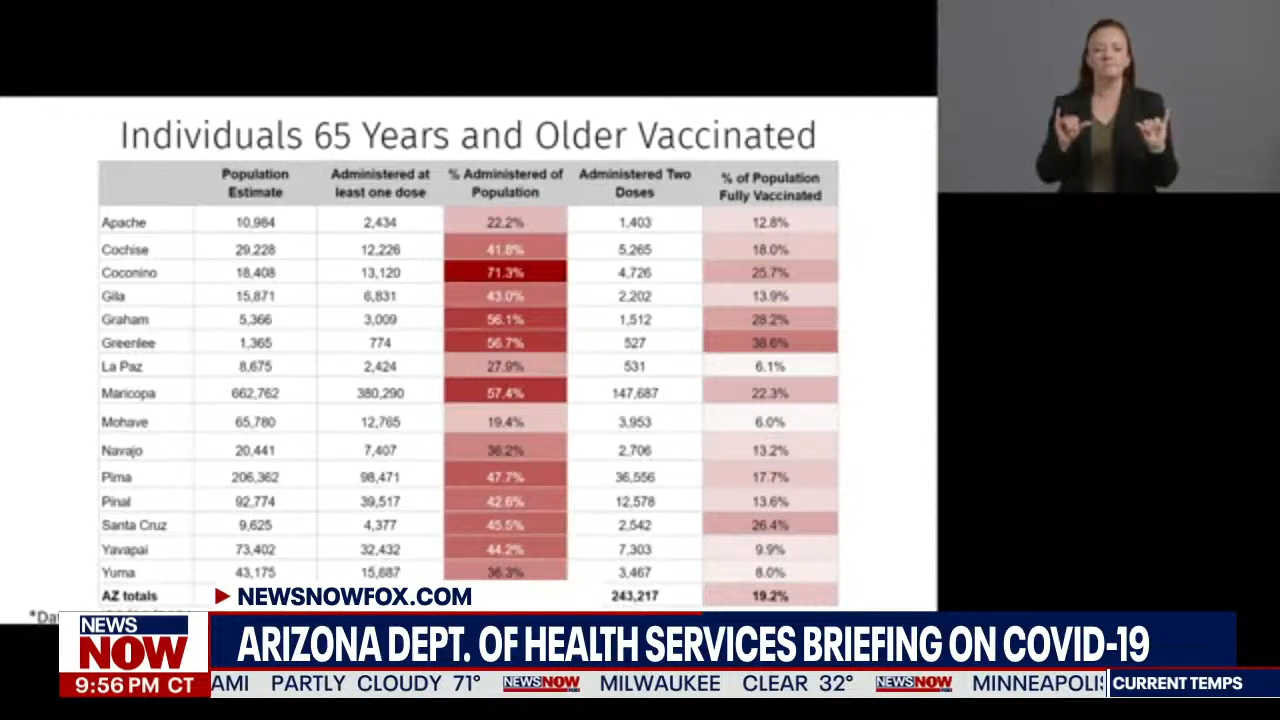 Individuals 65 Years and Older Vaccinated
Population Estimate Administered at least one dose % Administered of Population Administered Two Doses % of Population Fully Vaccinated
Apache 10,984 2,434 22.2% 1,403 12.8%
Cochise 29,228 12,226 41.8% 5,265 18.0%
Coconino 18,408 13,120 71.3% 4,726 25.7%
Gila 15,871 6,831 43.0% 2,202 13.9%
Graham 5,366 3,009 56.1% 1,512 28.2%
Greenlee 1,365 774 56.7% 527 38.6%
La Paz 8,675 2,424 27.9% 531 6.1%
Maricopa 662,762 380,290 57.4% 147,687 22.3%
Mohave 65,780 12,765 19.4% 3,953 6.0%
Navajo 20,441 7,407 36.2% 2,706 13.2%
Pima 206,362 98,471 47.7% 36,556 17.7%
Pinal 92,774 39,517 42.6% 12,578 13.6%
Santa Cruz 9,625 4,377 45.5% 2,542 26.4%
Yavapai 73,402 32,432 44.2% 7,303 9.9%
Yuma 43,175 15,687 36.3% 3,467 8.0%
AZ totals 243,217 19.2%
NEWSNOWFOX.COM
NEWS
NOW
ARIZONA DEPT. OF HEALTH SERVICES BRIEFING ON COVID-19
9:56 PM CT
AMI PARTLY CLOUDY 71° NEWSNOW MILWAUKEE CLEAR 32° NEWSNOW MINNEAPOLIS CURRENT TEMPS